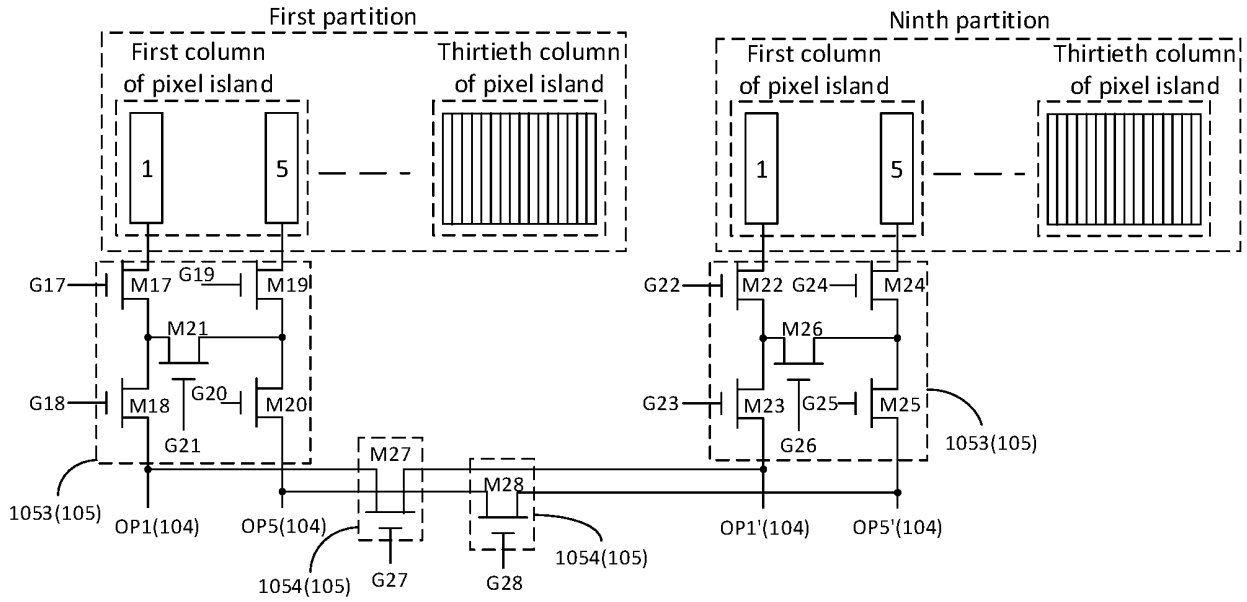 First partition
Ninth partition
First column
of pixel island
Thirtieth column
of pixel island
First column
of pixel island
Thirtieth column
of pixel island
1
5
1
5
G17
M17
G19
M19
G22
M22
G24
M24
M21
M26
G18
M18
G20
M20
G23
M23
G25
M25
G21
G26
1053(105)
M27
M28
1053(105)
OP1(104)
OP5(104)
OP1'(104)
OP5'(104)
1054(105)
1054(105)
G27
G28